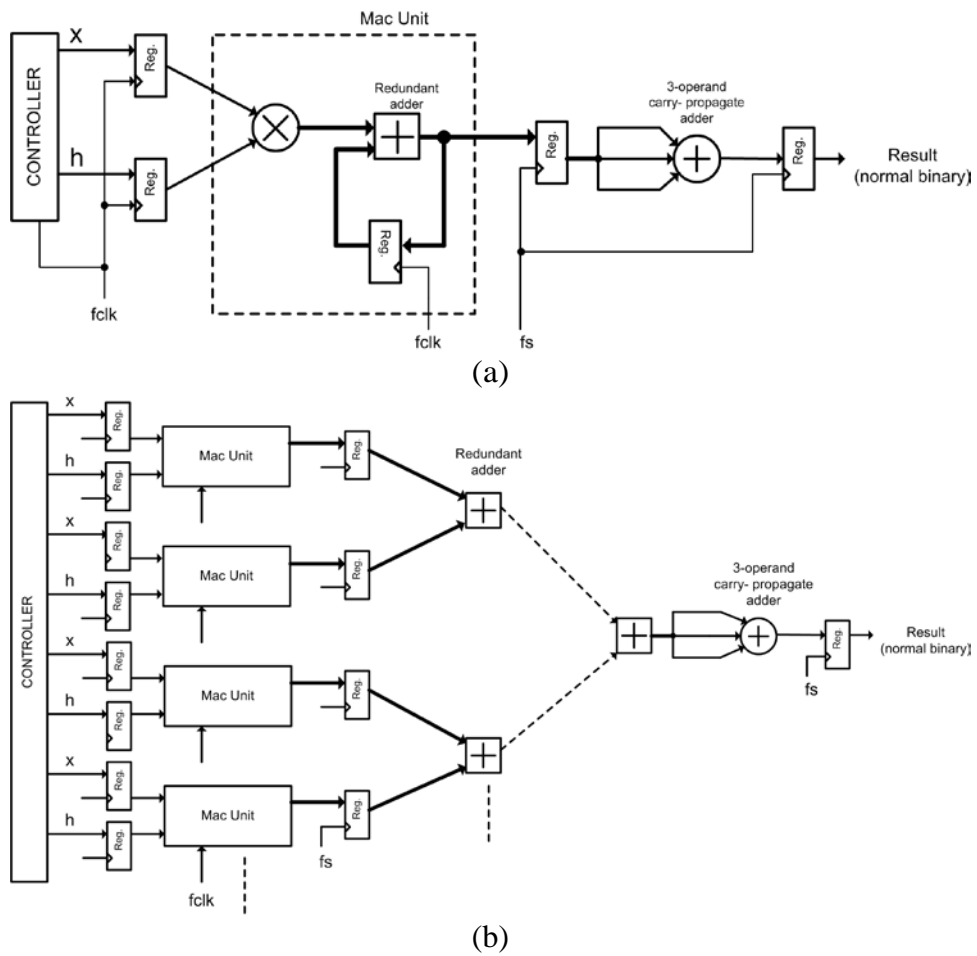 Mac Unit
X
Reg.
CONTROLLER
Redundant
adder
3-operand
carry- propagate
adder
Reg.
Reg.
Result
(normal binary)
h
Reg.
Reg.
fclk
fclk
fs
(a)
CONTROLLER
x
Reg.
Mac Unit
Reg.
h
Reg.
Redundant
adder
x
Reg.
Mac Unit
Reg.
h
Reg.
3-operand
carry- propagate
adder
Reg.
Result
(normal binary)
fs
x
Reg.
Mac Unit
Reg.
h
Reg.
x
Reg.
Mac Unit
Reg.
h
Reg.
fs
fclk
(b)